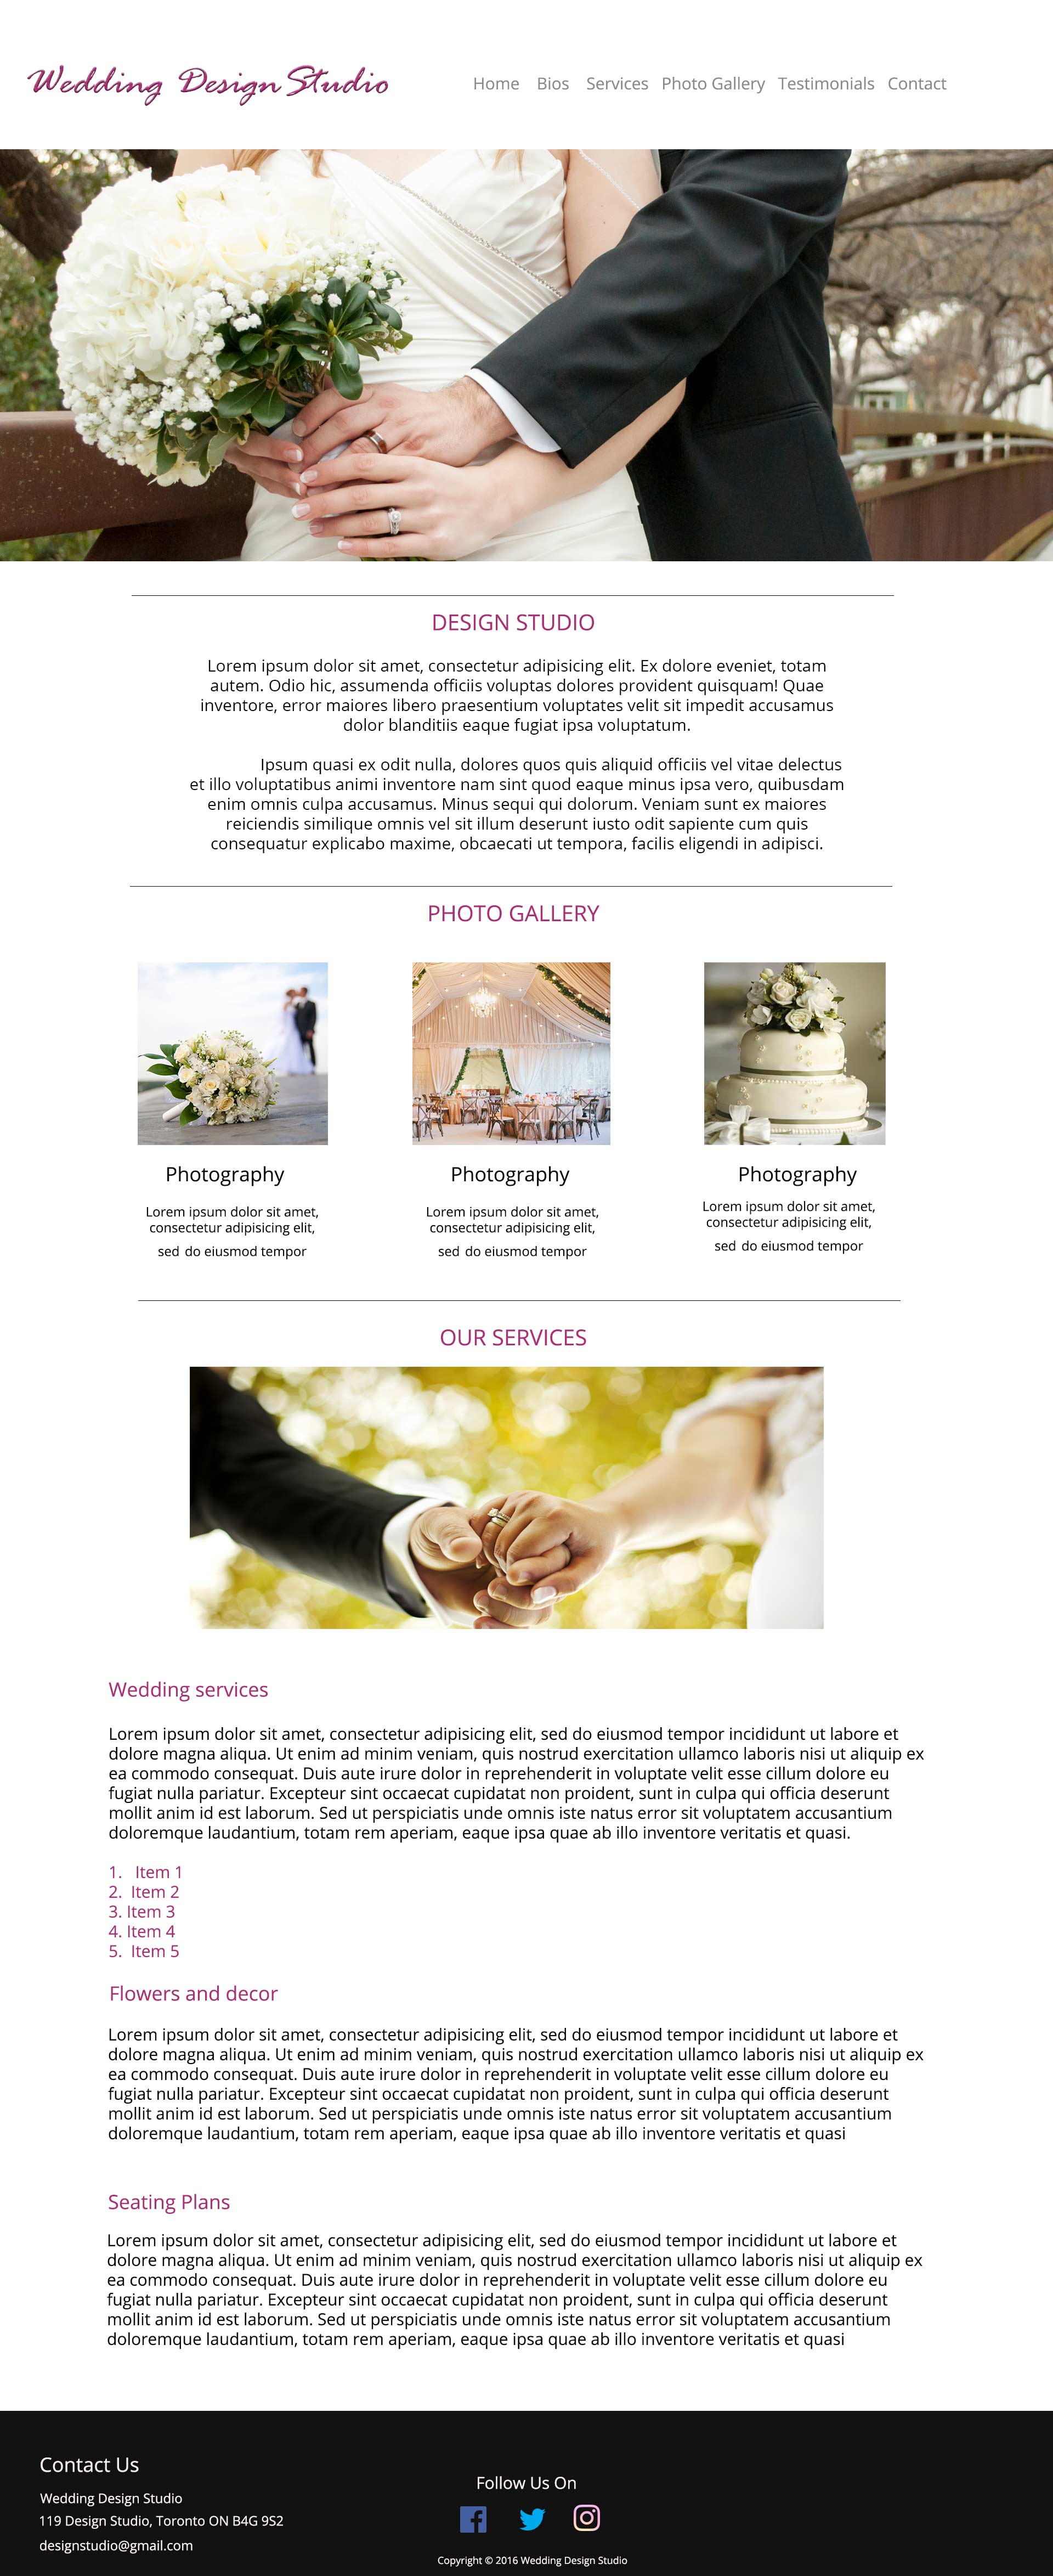 Wedding Design Studio
Home Bios Services Photo Gallery Testimonials Contact
DESIGN STUDIO
Lorem ipsum dolor sit amet, consectetur adipisicing elit. Ex dolore eveniet, totam
autem. Odio hic, assumenda officiis voluptas dolores provident quisquam! Quae
inventore, error maiores libero praesentium voluptates velit sit impedit accusamus
dolor blanditiis eaque fugiat ipsa voluptatum.
Ipsum quasi ex odit nulla, dolores quos quis aliquid officiis vel vitae delectus
et illo voluptatibus animi inventore nam sint quod eaque minus ipsa vero, quibusdam
enim omnis culpa accusamus. Minus sequi qui dolorum. Veniam sunt ex maiores
reiciendis similique omnis vel sit illum deserunt iusto odit sapiente cum quis
consequatur explicabo maxime, obcaecati ut tempora, facilis eligendi in adipisci.
PHOTO GALLERY
Photography
Lorem ipsum dolor sit amet,
consectetur adipisicing elit,
sed do eiusmod tempor
Photography
Lorem ipsum dolor sit amet,
consectetur adipisicing elit,
sed do eiusmod tempor
Photography
Lorem ipsum dolor sit amet,
consectetur adipisicing elit,
sed do eiusmod tempor
OUR SERVICES
Wedding services
Lorem ipsum dolor sit amet, consectetur adipisicing elit, sed do eiusmod tempor incididunt ut labore et
dolore magna aliqua. Ut enim ad minim veniam, quis nostrud exercitation ullamco laboris nisi ut aliquip ex
ea commodo consequat. Duis aute irure dolor in reprehenderit in voluptate velit esse cillum dolore eu
fugiat nulla pariatur. Excepteur sint occaecat cupidatat non proident, sunt in culpa qui officia deserunt
mollit anim id est laborum. Sed ut perspiciatis unde omnis iste natus error sit voluptatem accusantium
doloremque laudantium, totam rem aperiam, eaque ipsa quae ab illo inventore veritatis et quasi.
1. Item 1
2. Item 2
3. Item 3
4. Item 4
5. Item 5
Flowers and decor
Lorem ipsum dolor sit amet, consectetur adipisicing elit, sed do eiusmod tempor incididunt ut labore et
dolore magna aliqua. Ut enim ad minim veniam, quis nostrud exercitation ullamco laboris nisi ut aliquip ex
ea commodo consequat. Duis aute irure dolor in reprehenderit in voluptate velit esse cillum dolore eu
fugiat nulla pariatur. Excepteur sint occaecat cupidatat non proident, sunt in culpa qui officia deserunt
mollit anim id est laborum. Sed ut perspiciatis unde omnis iste natus error sit voluptatem accusantium
doloremque laudantium, totam rem aperiam, eaque ipsa quae ab illo inventore veritatis et quasi
Seating Plans
Lorem ipsum dolor sit amet, consectetur adipisicing elit, sed do eiusmod tempor incididunt ut labore et
dolore magna aliqua. Ut enim ad minim veniam, quis nostrud exercitation ullamco laboris nisi ut aliquip ex
ea commodo consequat. Duis aute irure dolor in reprehenderit in voluptate velit esse cillum dolore eu
fugiat nulla pariatur. Excepteur sint occaecat cupidatat non proident, sunt in culpa qui officia deserunt
mollit anim id est laborum. Sed ut perspiciatis unde omnis iste natus error sit voluptatem accusantium
doloremque laudantium, totam rem aperiam, eaque ipsa quae ab illo inventore veritatis et quasi
Contact Us
Wedding Design Studio
119 Design Studio, Toronto ON B4G 9S2
designstudio@gmail.com
Follow Us On
Copyright © 2016 Wedding Design Studio